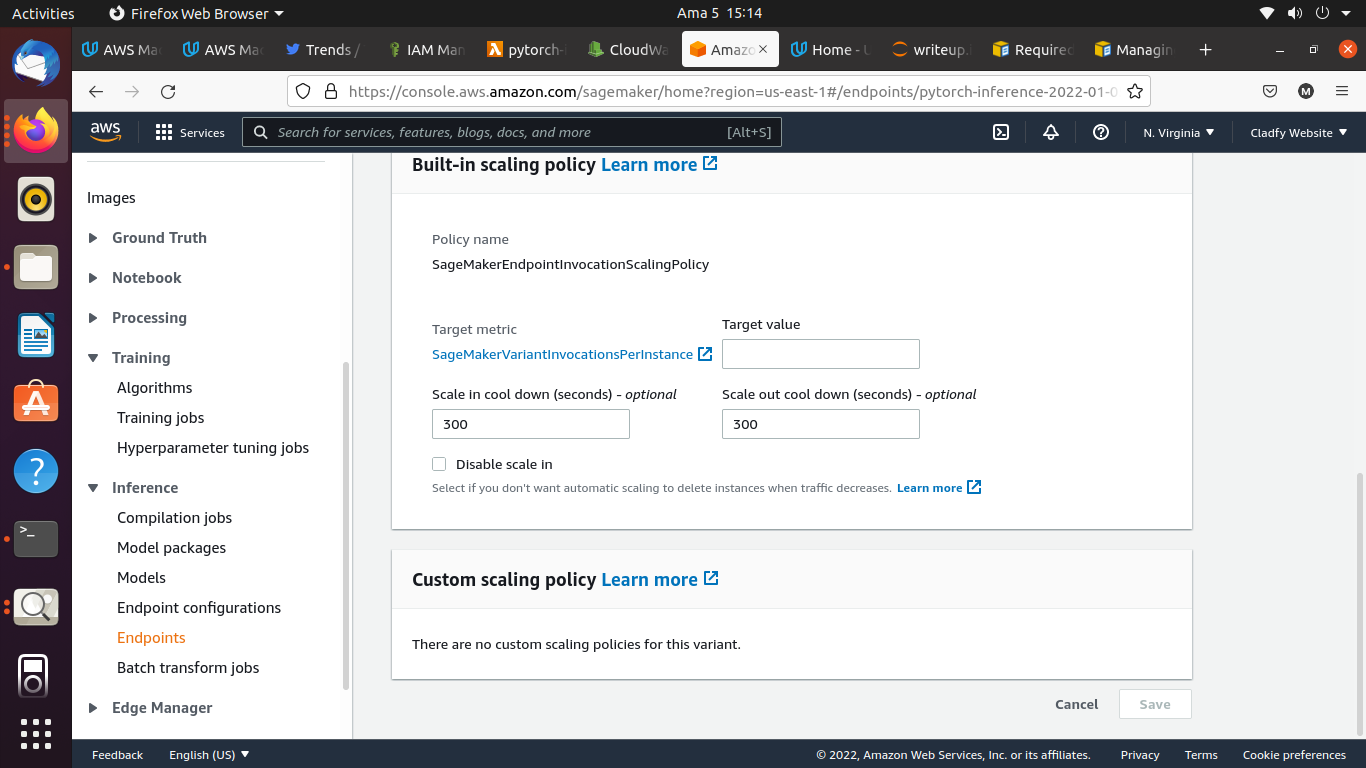 Activities
Firefox Web Browser
Ama 5 15:14
AWS Mac
AWS Mac
Trends /
IAM Man
pytorch-
CloudWa
Amazo
Home - U
writeup.
Required
Managin
https://console.aws.amazon.com/sagemaker/home?region=us-east-1#/endpoints/pytorch-inference-2022-01-0
M
aws
Services
Search for services, features, blogs, docs, and more
[Alt+S]
N. Virginia
Cladfy Website
Images
Ground Truth
Notebook
Processing
Training
Algorithms
Training jobs
Hyperparameter tuning jobs
Inference
Compilation jobs
Model packages
Models
Endpoint configurations
Endpoints
Batch transform jobs
Edge Manager
Built-in scaling policy Learn more
Policy name
SageMakerEndpointInvocationScalingPolicy
Target metric
SageMakerVariantInvocationsPerInstance
Target value
Scale in cool down (seconds) - optional
300
Scale out cool down (seconds) - optional
300
Disable scale in
Select if you don't want automatic scaling to delete instances when traffic decreases. Learn more
Custom scaling policy Learn more
There are no custom scaling policies for this variant.
Cancel
Save
Feedback
English (US)
© 2022, Amazon Web Services, Inc. or its affiliates.
Privacy
Terms
Cookie preferences